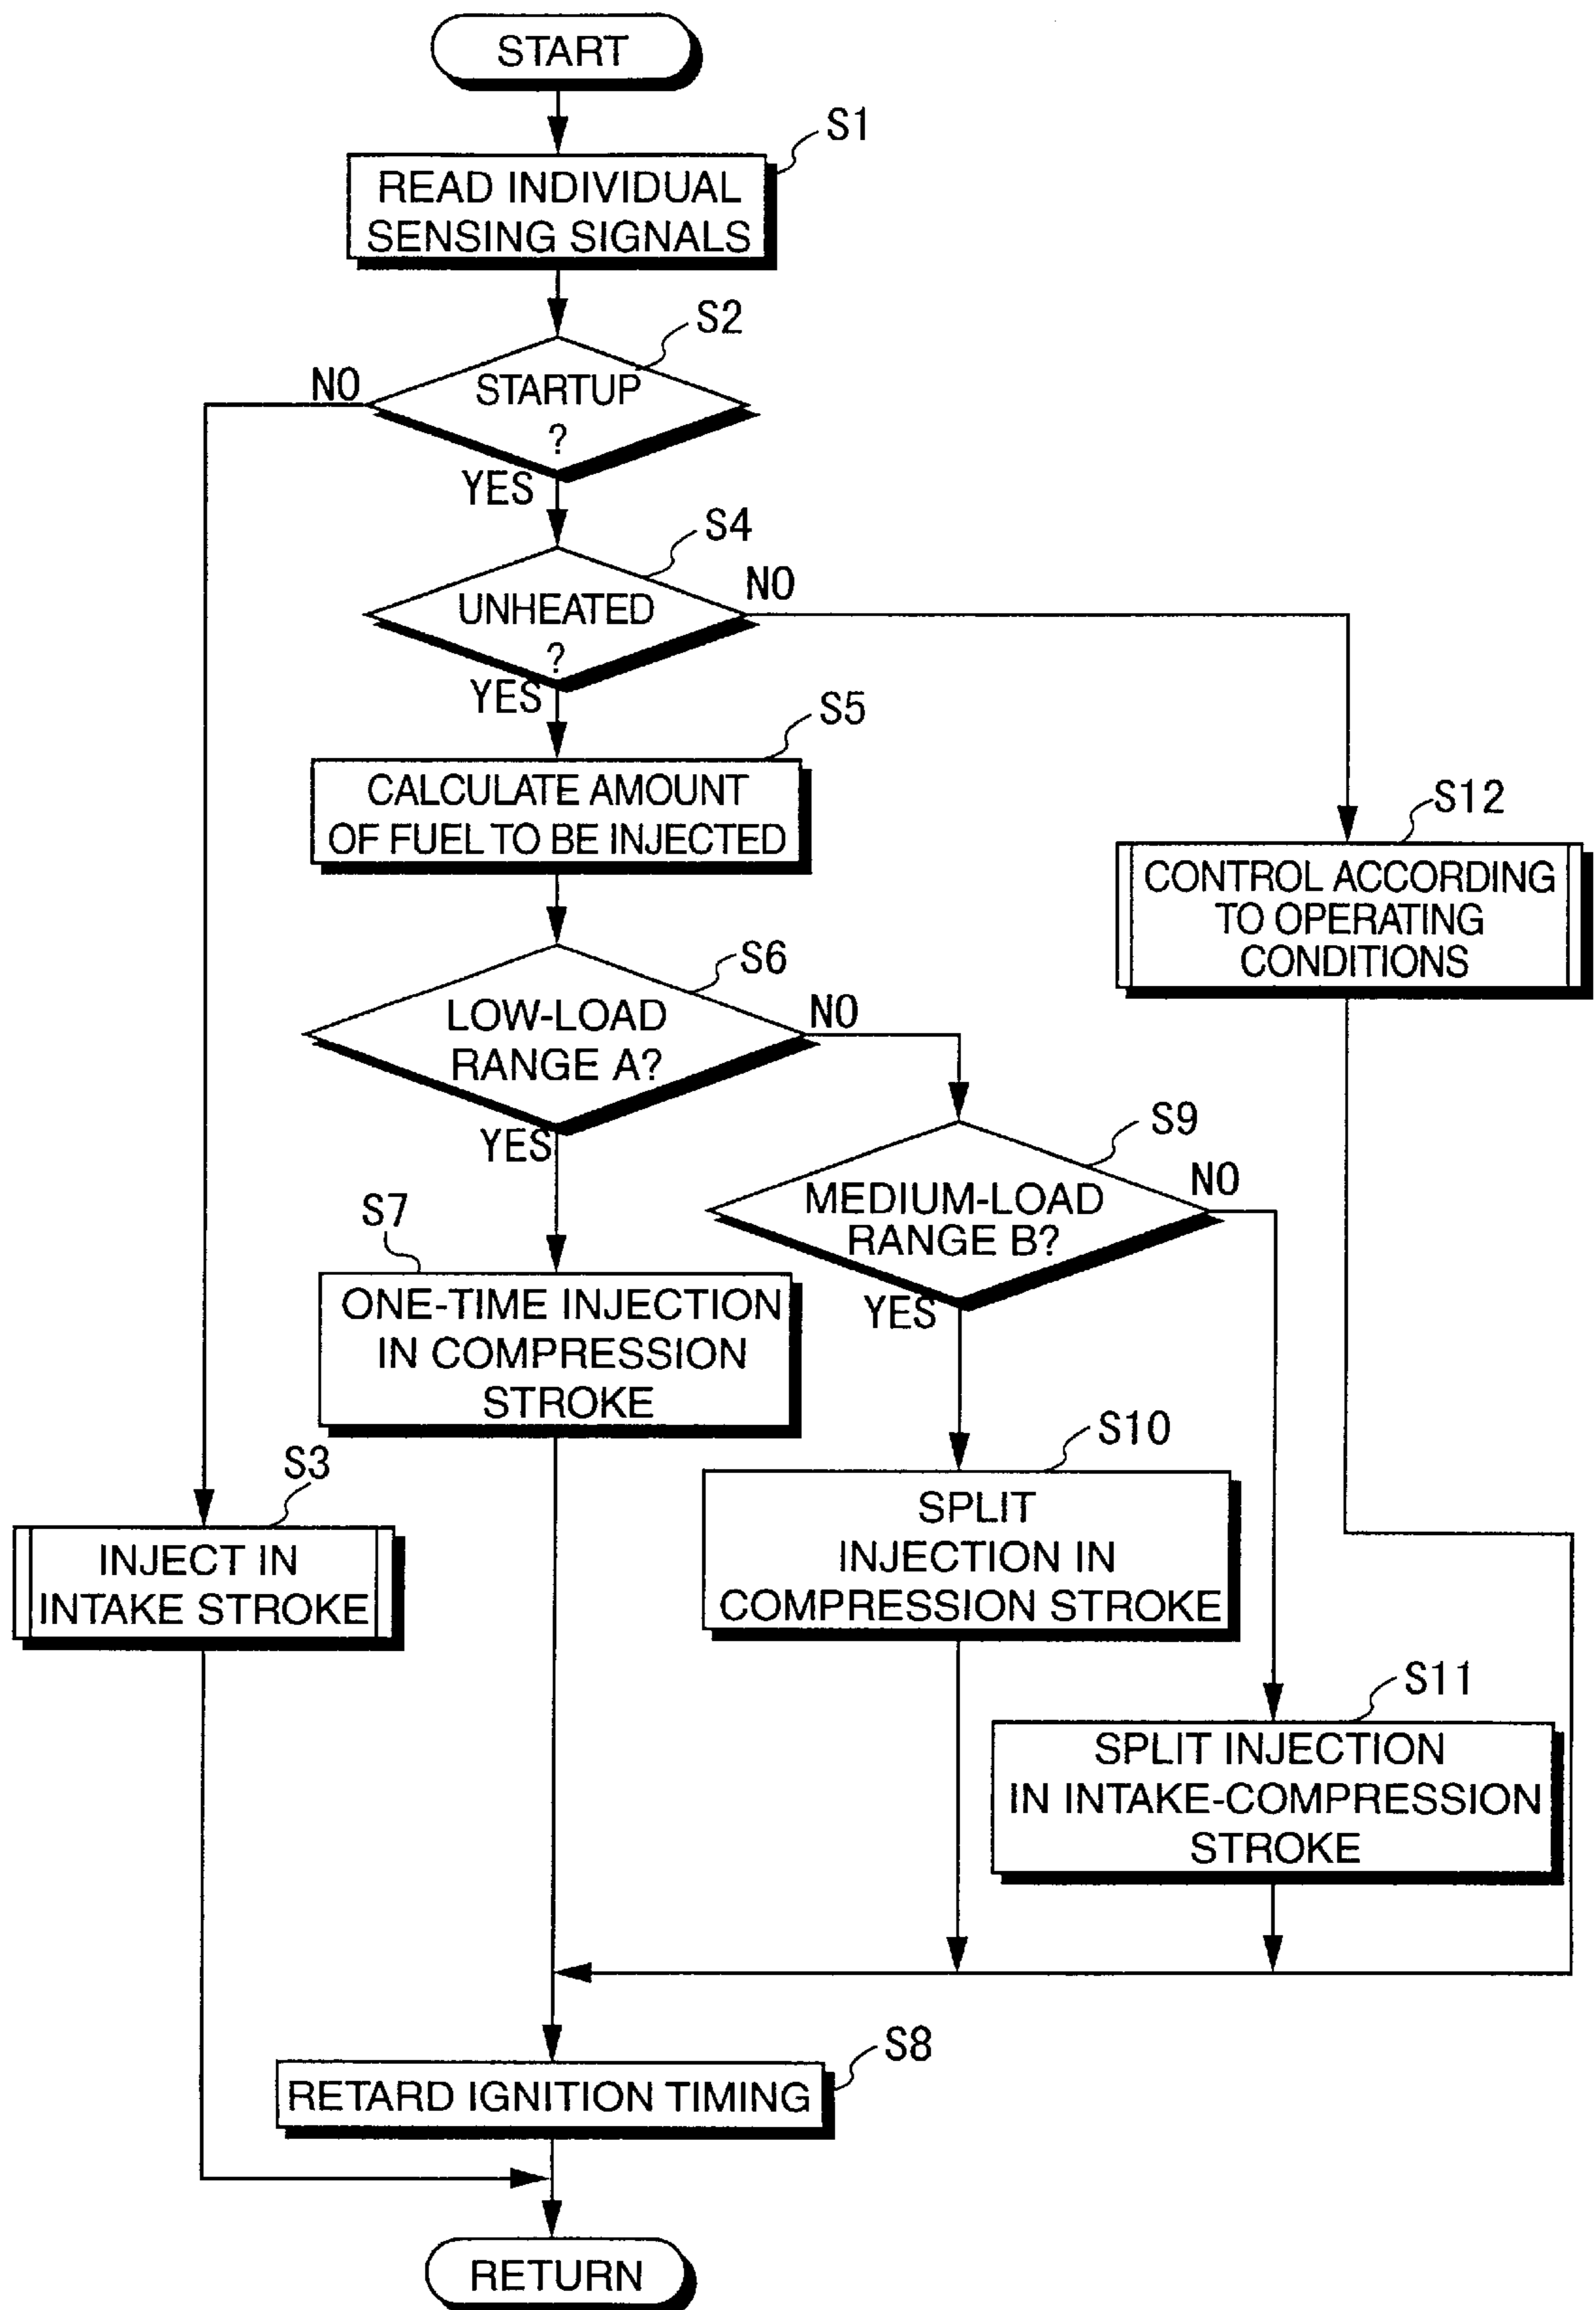 START
S1
READ INDIVIDUAL
SENSING SIGNALS
S2
NO
STARTUP
?
YES
S4
NO
UNHEATED
?
YES
S5
CALCULATE AMOUNT
OF FUEL TO BE INJECTED
S12
CONTROL ACCORDING
TO OPERATING
CONDITIONS
S6
NO
LOW-LOAD
RANGE A?
YES
S9
NO
MEDIUM-LOAD
RANGE B?
YES
S7
ONE-TIME INJECTION
IN COMPRESSION
STROKE
S10
SPLIT
INJECTION IN
COMPRESSION STROKE
S3
INJECT IN
INTAKE STROKE
S11
SPLIT INJECTION
IN INTAKE-COMPRESSION
STROKE
S8
RETARD IGNITION TIMING
RETURN